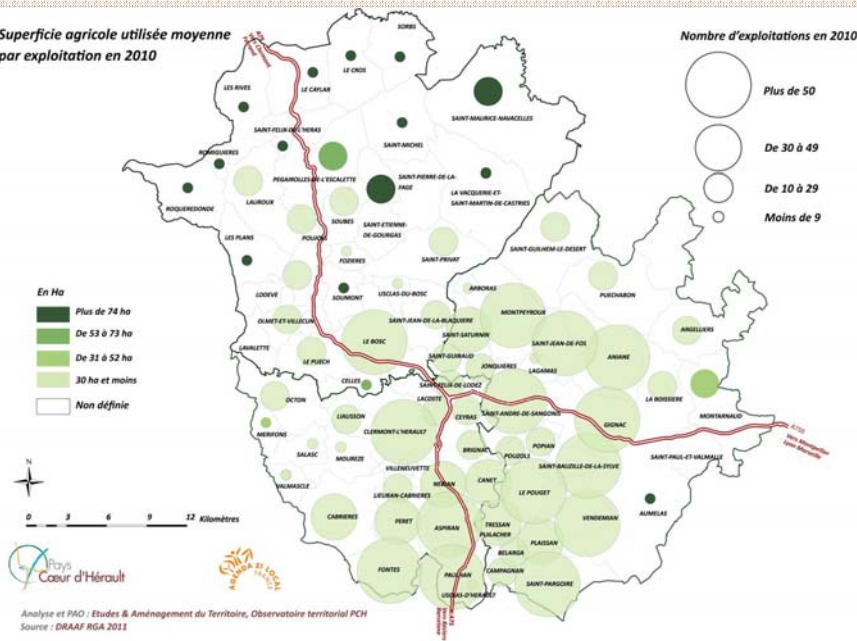 Superficie agricole utilisée moyenne
par exploitation en 2010
Nombre d'exploitations en 2010
Plus de 50
De 30 à 49
De 10 à 29
Moins de 9
SORBS
LE CROS
LE CAYLAR
LES RIVES
SAINT-MAURICE-NAVACELLES
SAINT-FELIX-DE-L'HERAS
SAINT-MICHEL
ROMIGUIERES
PEGAIROLLES-DE-L'ESCALETTE
SAINT-PIERRE-DE-LA-
FAGE
LA VACQUERIE-ET-
SAINT-MARTIN-DE-CASTRIES
ROQUEREDONDE
LAUROUX
SOUBES
SAINT-ETIENNE-
DE-GOURGAS
LES PLANS
POUJOLS
FOZIERES
SAINT-PRIVAT
SAINT-GUILHEM-LE-DESERT
LODEVE
SOUMONT
USCLAS-DU-BOSC
ARBORAS
PUECHABON
OLMET-ET-VILLECUN
SAINT-JEAN-DE-LA-BLAQUIERE
MONTPEYROUX
ARGELLIERS
LAVALETTE
LE BOSC
SAINT-SATURNIN
SAINT-JEAN-DE-FOS
ANIANE
LE PUECH
SAINT-GUIRAUD
JONQUIERES
LAGAMAS
CELLES
SAINT-FELIX-DE-LODEZ
LACOSTE
LA BOISSIERE
OCTON
LIAUSSON
CEYRAS
SAINT-ANDRE-DE-SANGONIS
MONTARNAUD
MERIFONS
CLERMONT-L'HERAULT
GIGNAC
SALASC
MOUREZE
BRIGNAC
POUZOLS
POPIAN
SAINT-PAUL-ET-VALMALLE
VILLENEUVETTE
SAINT-BAUZILLE-DE-LA-SYLVE
VALMASCLE
NEBIAN
CANET
LIEURAN-CABRIERES
LE POUGET
AUMELAS
CABRIERES
PERET
ASPIRAN
TRESSAN
PUILACHER
VENDEMIAN
PLAISSAN
BELARGA
FONTES
PAULHAN
CAMPAGNAN
SAINT-PARGOIRE
USCLAS-D'HERAULT
A750
Vers Montpellier
Lyon Marseille
En Ha
Plus de 74 ha
De 53 à 73 ha
De 31 à 52 ha
30 ha et moins
Non définie
N
0 3 6 9 12 Kilomètres
Pays
Cœur d'Hérault
AGENDA 21 LOCAL
FRANCE
Analyse et PAO : Etudes & Aménagement du Territoire, Observatoire territorial PCH
Source : DRAAF RGA 2011